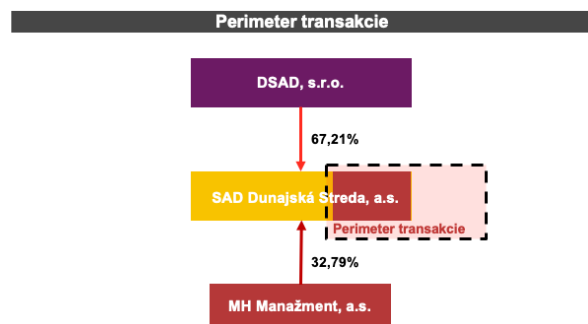 Perimeter transakcie
DSAD, s.r.o.
67,21%
SAD Dunajská Streda, a.s.
Perimeter transakcie
32,79%
MH Manažment, a.s.